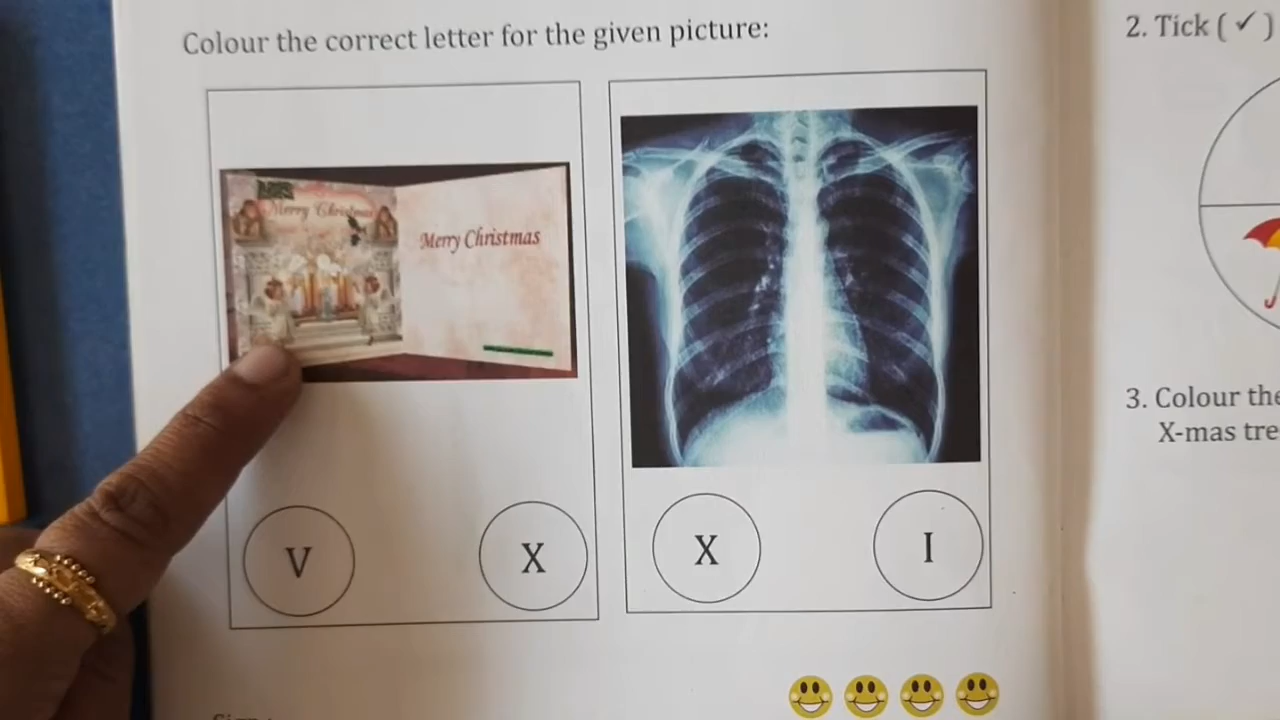 Colour the correct letter for the given picture:
Merry Christmas
Merry Christmas
V
X
X
I
2. Tick ( ✓ )
3. Colour the
X-mas tre